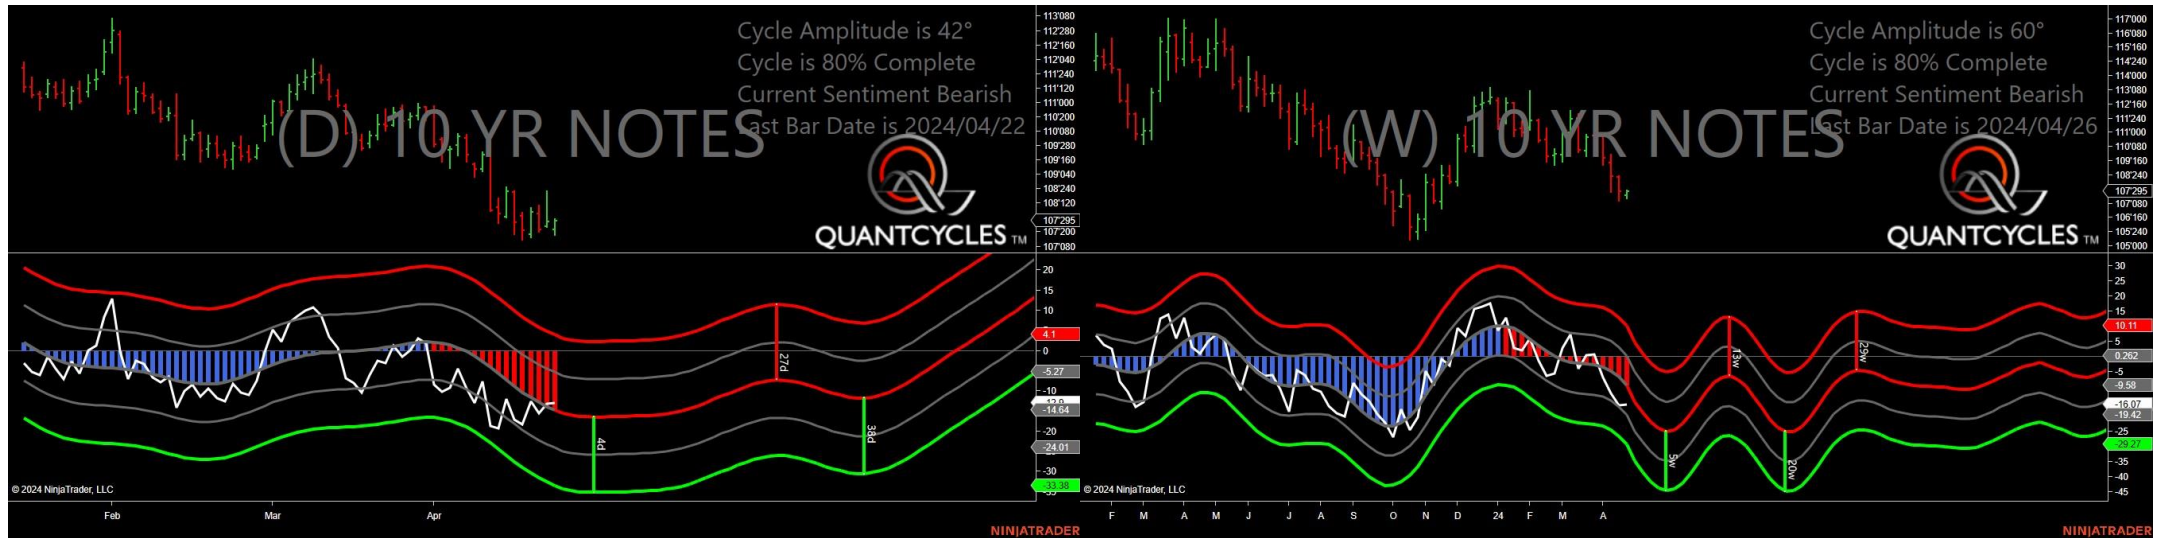 Cycle Amplitude is 42°
Cycle is 80% Complete
Current Sentiment Bearish
Last Bar Date is 2024/04/22
(D) 10 YR NOTES
QUANTCYCLES TM
113'080
112'280
112'160
112'040
111'240
111'120
111'000
110'200
110'080
109'280
109'160
109'040
108'240
108'120
107'295
107'200
107'080
20
15
10
4.1
0
-5.27
-10
-14.64
-20
-24.01
-30
-33.38
27d
4d
38d
© 2024 NinjaTrader, LLC
Feb
Mar
Apr
NINJATRADER
Cycle Amplitude is 60°
Cycle is 80% Complete
Current Sentiment Bearish
Last Bar Date is 2024/04/26
(W) 10 YR NOTES
QUANTCYCLES TM
117'000
116'080
115'160
114'240
114'000
113'080
112'160
111'240
111'000
110'080
109'160
108'240
107'295
107'080
106'160
105'240
105'000
30
25
20
15
10.11
5
0.262
-5
-9.58
-16.07
-19.42
-25
-29.27
-35
-45
13w
29w
5w
20w
© 2024 NinjaTrader, LLC
F
M
A
M
J
J
A
S
O
N
D
24
F
M
A
NINJATRADER